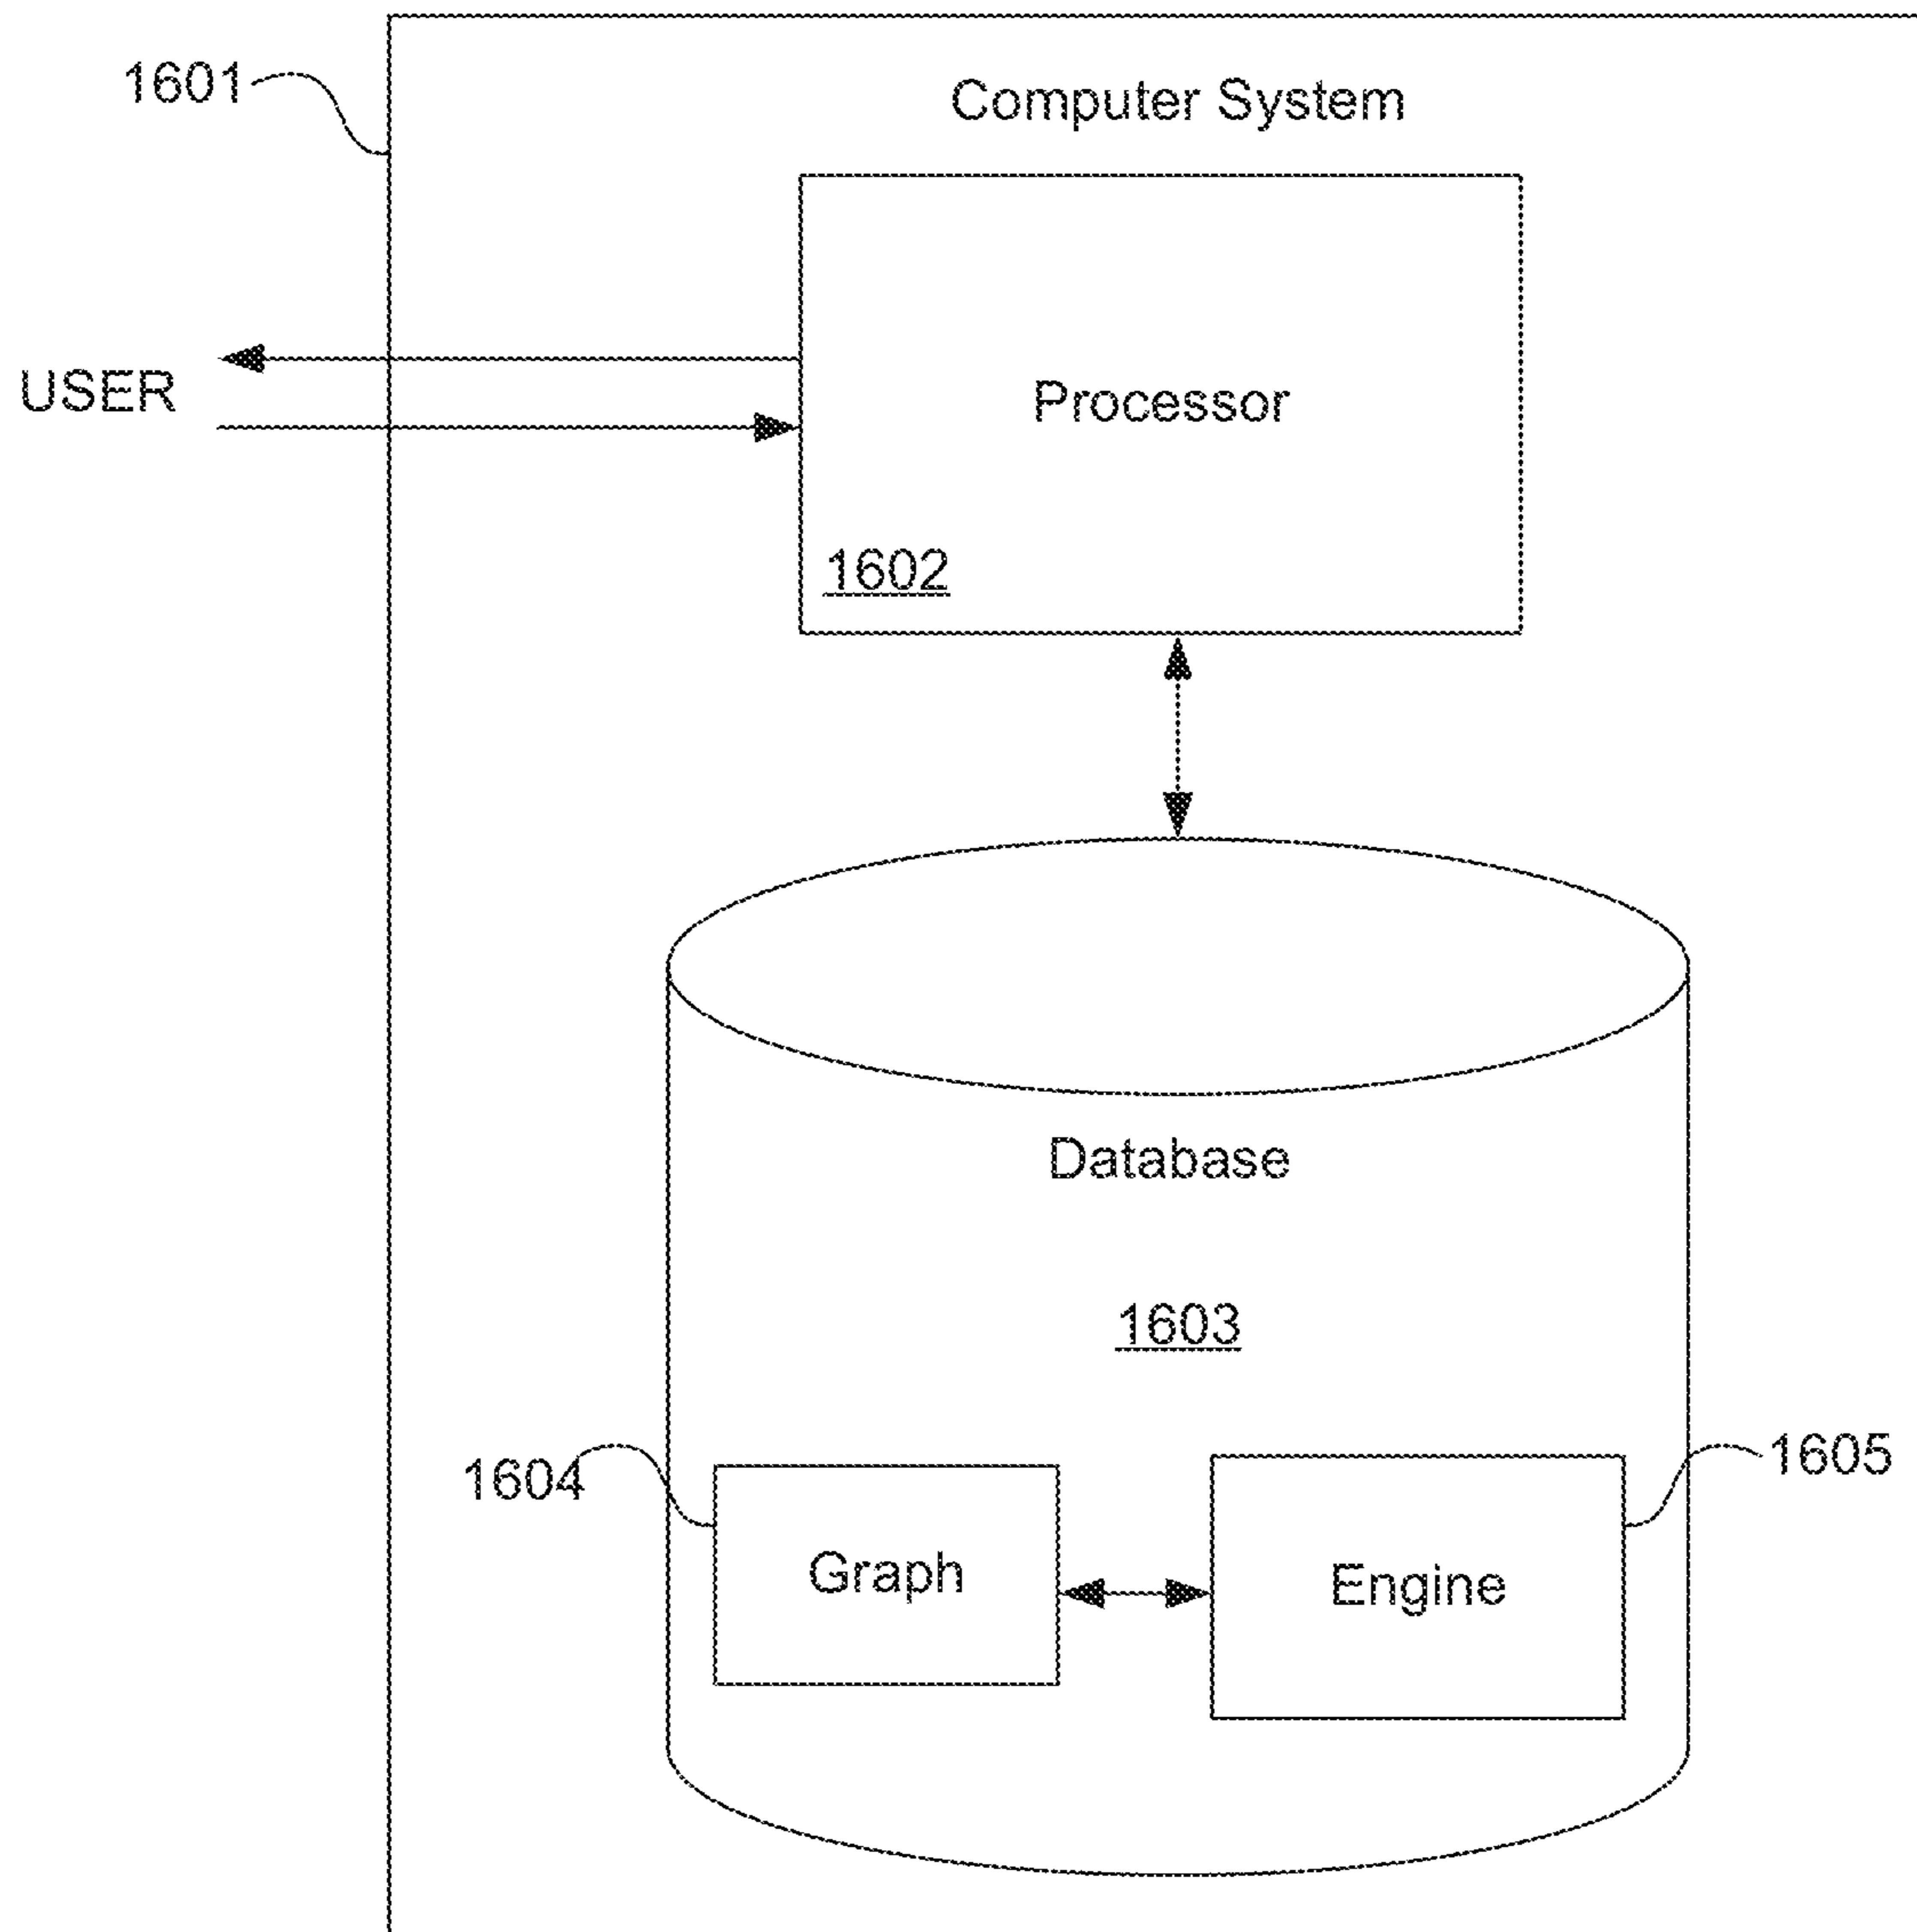 1601
Computer System
USER
Processor
1602
Database
1603
1604
1605
Graph
Engine